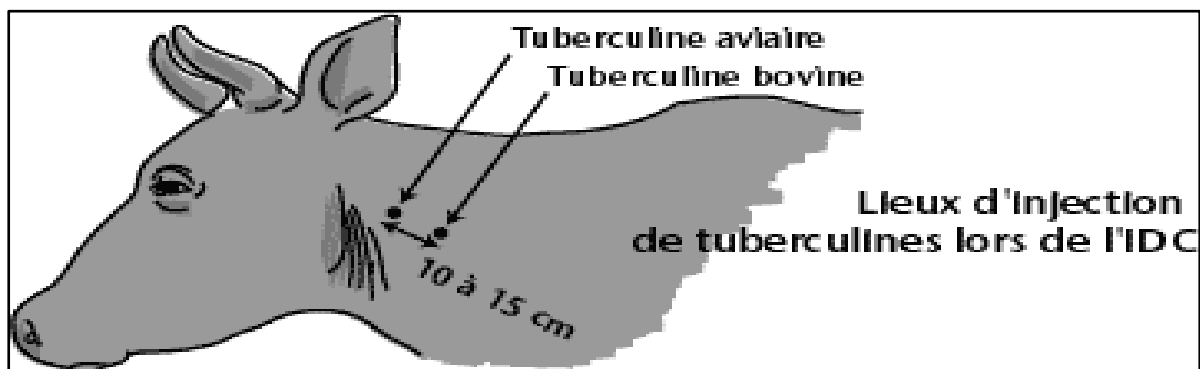 Tuberculine aviaire
Tuberculine bovine
Lieux d'injection
de tuberculines lors de l'IDC
10 à 15 cm